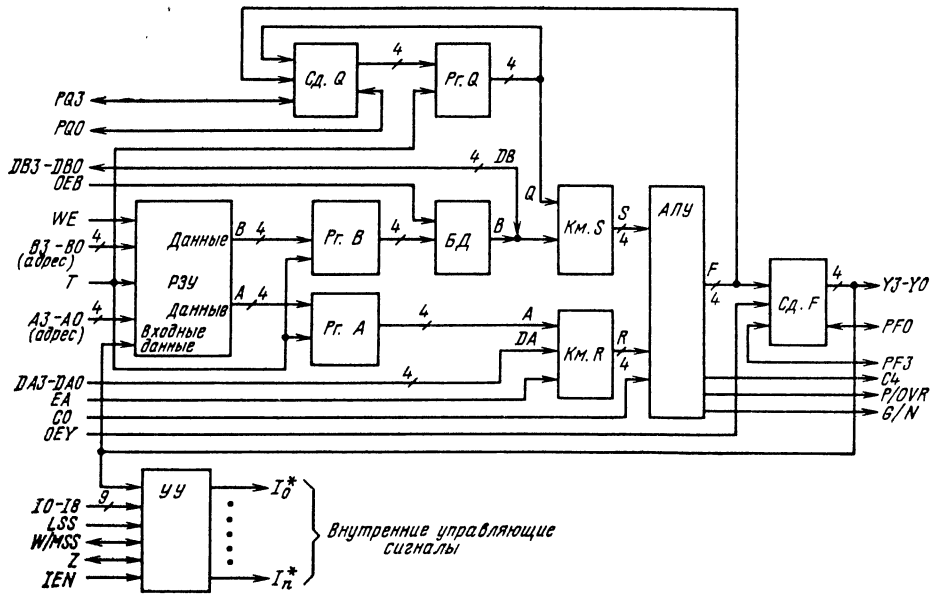 Сд. Q
4
Рг. Q
4
PQ3
PQ0
DB3-DB0
4
DB
OEB
Q
WE
4
B3-B0
(адрес)
T
4
A3-A0
(адрес)
Данные
РЗУ
Данные
Входные
данные
B
4
Рг. B
4
БД
B
Км. S
S
4
АЛУ
F
4
Сд. F
4
Y3-Y0
PF0
PF3
C4
P/OVR
G/N
A
4
Рг. A
4
A
DA
Км. R
R
4
DA3-DA0
4
EA
C0
OEY
УУ
9
I0-I8
LSS
W/MSS
Z
IEN
I0*
In*
Внутренние управляющие
сигналы